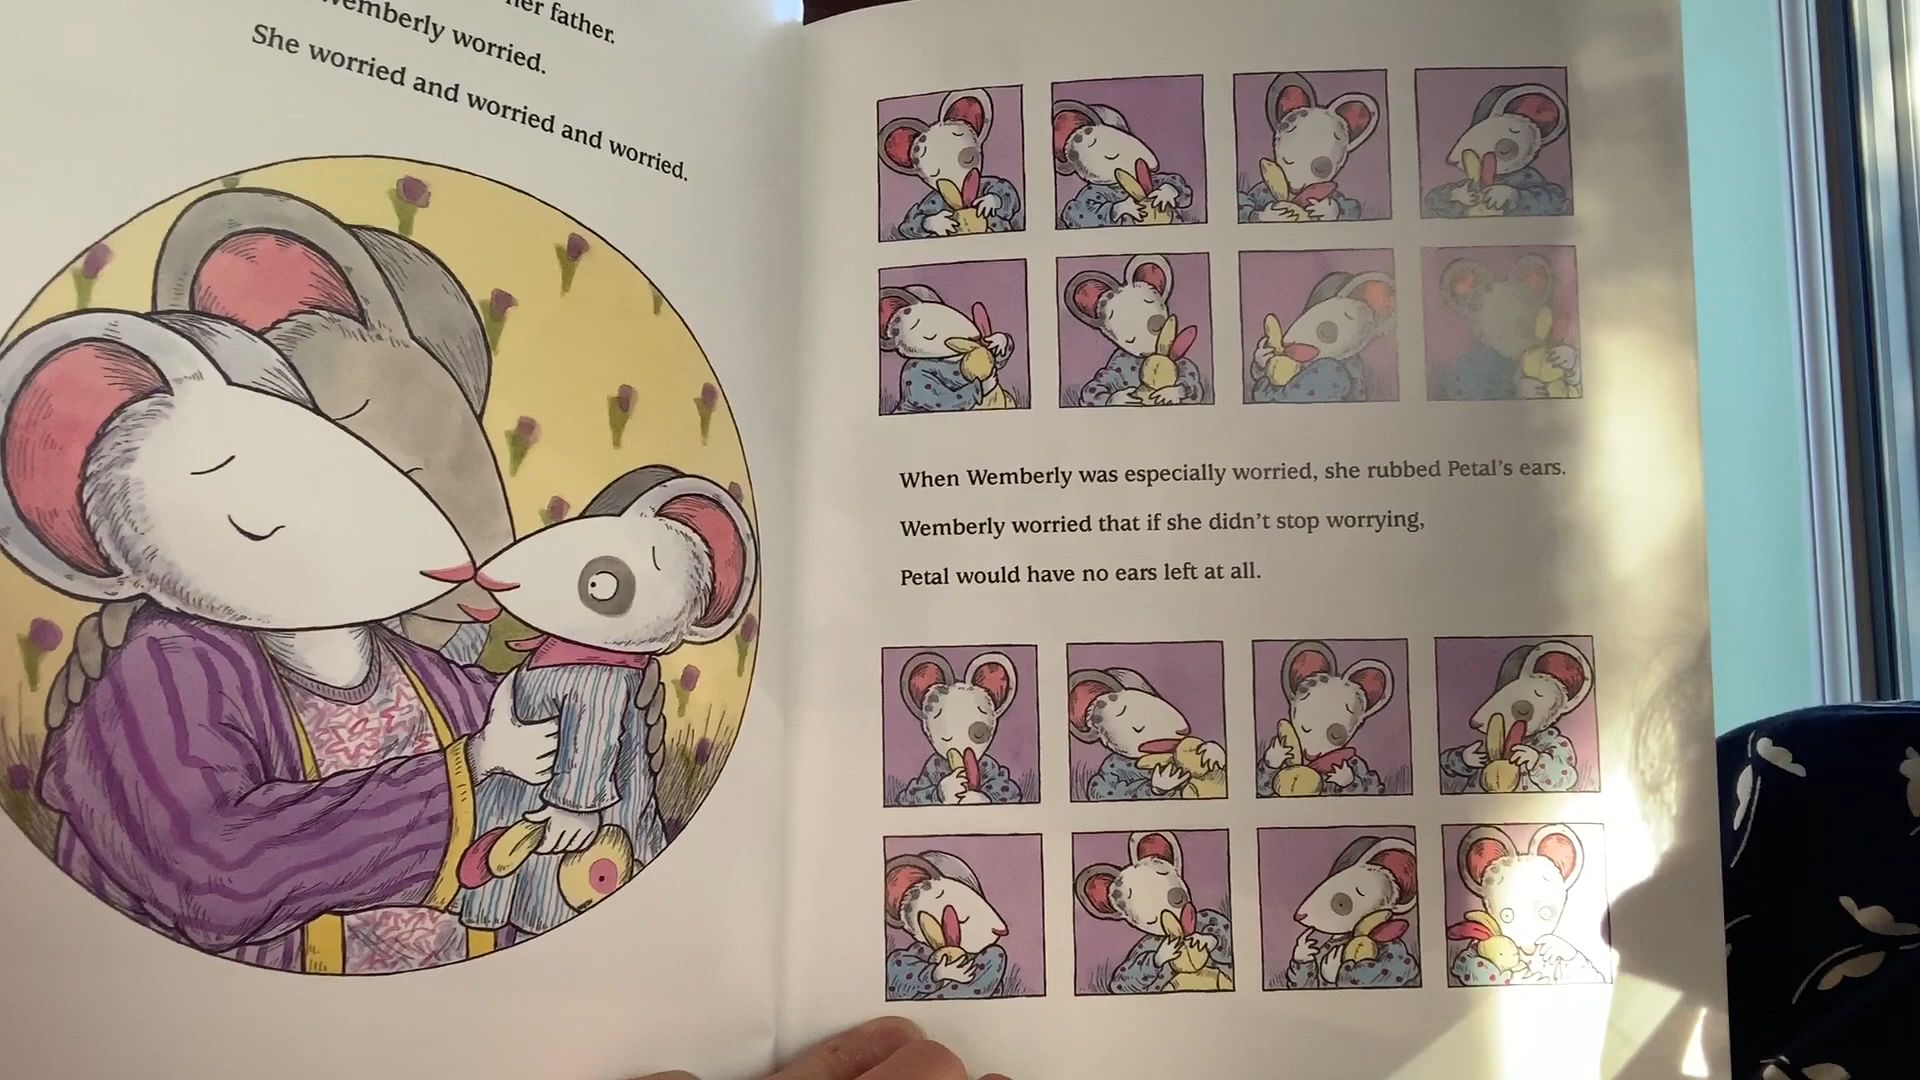 her father.
Wemberly worried.
She worried and worried and worried.
When Wemberly was especially worried, she rubbed Petal's ears.
Wemberly worried that if she didn't stop worrying,
Petal would have no ears left at all.